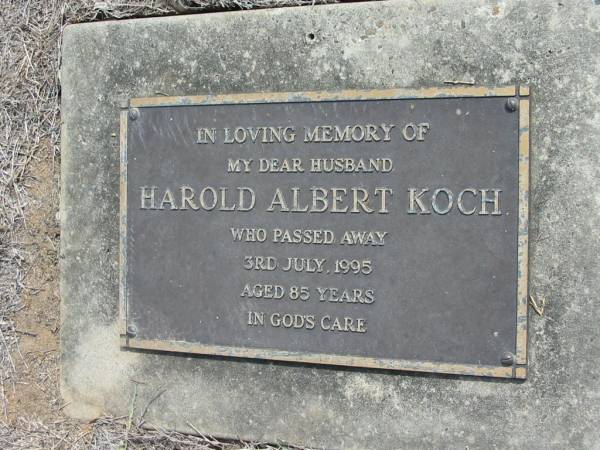 IN LOVING MEMORY OF
MY DEAR HUSBAND
HAROLD ALBERT KOCH
WHO PASSED AWAY
3RD JULY, 1995
AGED 85 YEARS
IN GOD'S CARE